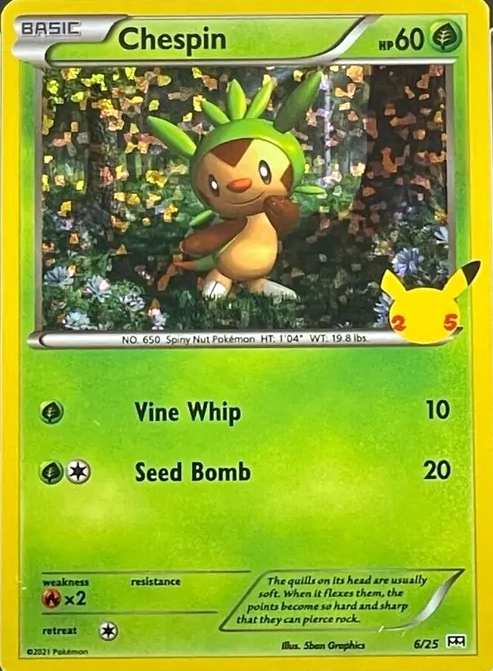 BASIC
Chespin HP60
25
NO. 650 Spiny Nut Pokémon HT: 1'04" WT: 19.8 lbs.
Vine Whip 10
Seed Bomb 20
weakness resistance
×2
retreat
The quills on its head are usually
soft. When it flexes them, the
points become so hard and sharp
that they can pierce rock.
©2021 Pokémon Illus. 5ban Graphics 6/25